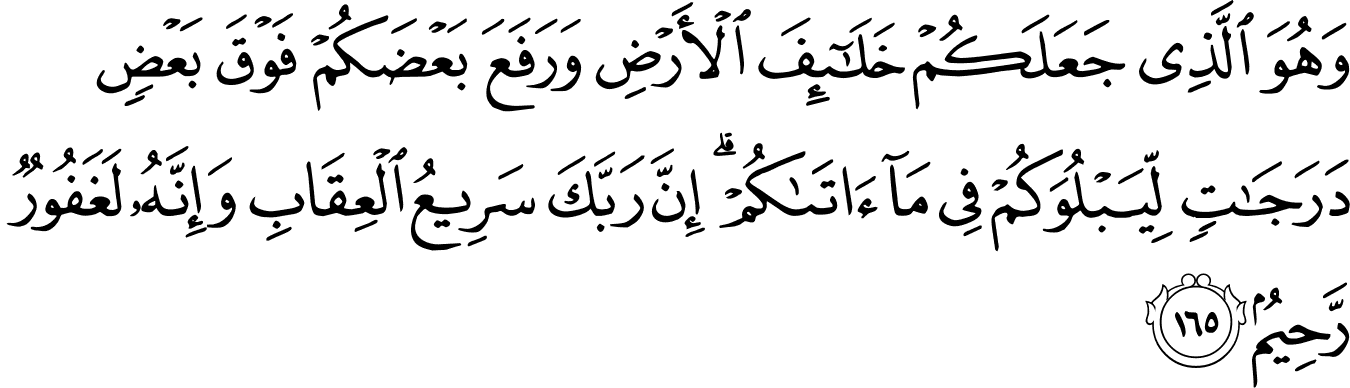 وَهُوَ ٱلَّذِى جَعَلَكُمْ خَلَـٰٓئِفَ ٱلْأَرْضِ وَرَفَعَ بَعْضَكُمْ فَوْقَ بَعْضٍ
دَرَجَـٰتٍ لِّيَبْلُوَكُمْ فِى مَآ ءَاتَىٰكُمْ ۗ إِنَّ رَبَّكَ سَرِيعُ ٱلْعِقَابِ وَإِنَّهُۥ لَغَفُورٌ
رَّحِيمٌۢ ١٦٥